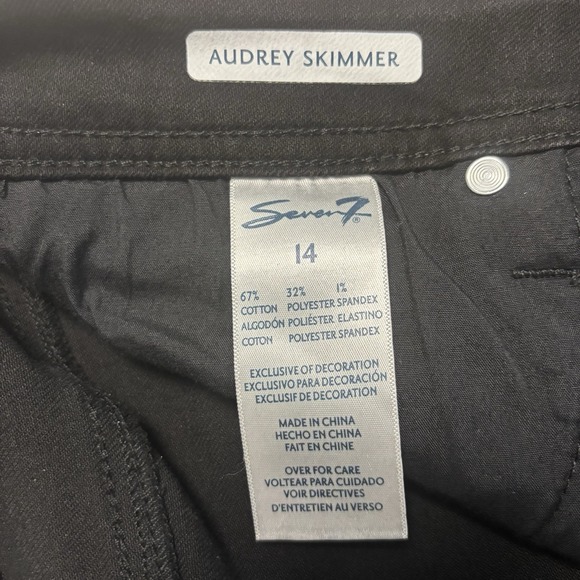 AUDREY SKIMMER
Seven7®
14
67% 32% 1%
COTTON POLYESTER SPANDEX
ALGODÓN POLIÉSTER ELASTINO
COTON POLYESTER SPANDEX
EXCLUSIVE OF DECORATION
EXCLUSIVO PARA DECORACIÓN
EXCLUSIF DE DECORATION
MADE IN CHINA
HECHO EN CHINA
FAIT EN CHINE
OVER FOR CARE
VOLTEAR PARA CUIDADO
VOIR DIRECTIVES
D'ENTRETIEN AU VERSO